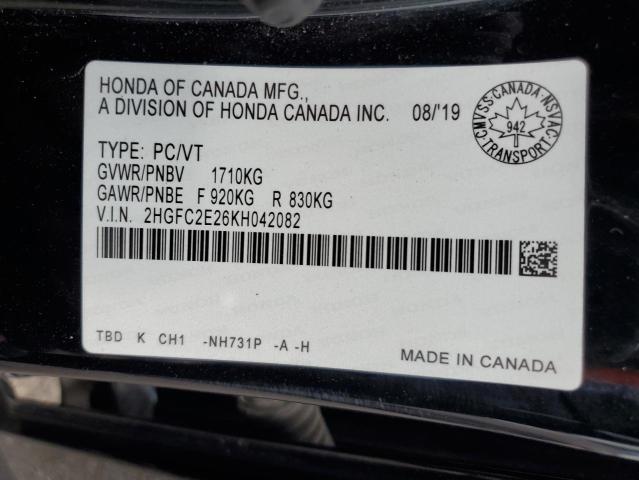 HONDA OF CANADA MFG.,
A DIVISION OF HONDA CANADA INC. 08/'19
CMVSS·CANADA·NSVAC·TRANSPORT
942
TYPE: PC/VT
GVWR/PNBV 1710KG
GAWR/PNBE F 920KG R 830KG
V.I.N. 2HGFC2E26KH042082
TBD K CH1 -NH731P -A -H
MADE IN CANADA